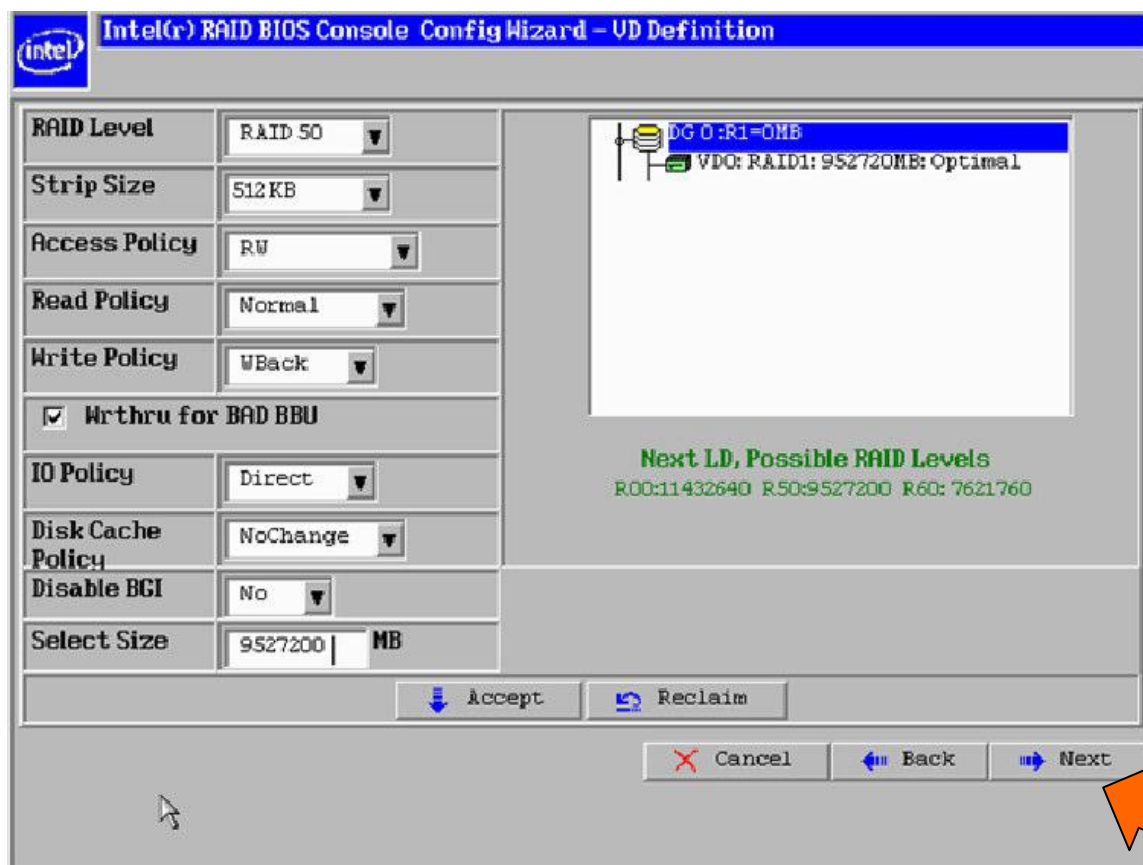 intel
Intel(r) RAID BIOS Console Config Wizard – VD Definition
RAID Level RAID 50
Strip Size 512 KB
Access Policy RW
Read Policy Normal
Write Policy WBack
Wrthru for BAD BBU
IO Policy Direct
Disk Cache Policy NoChange
Disable BGI No
Select Size 9527200 MB
DG 0 :R1=0MB
VD0: RAID1: 952720MB: Optimal
Next LD, Possible RAID Levels
R00:11432640 R50:9527200 R60: 7621760
Accept Reclaim
Cancel Back Next